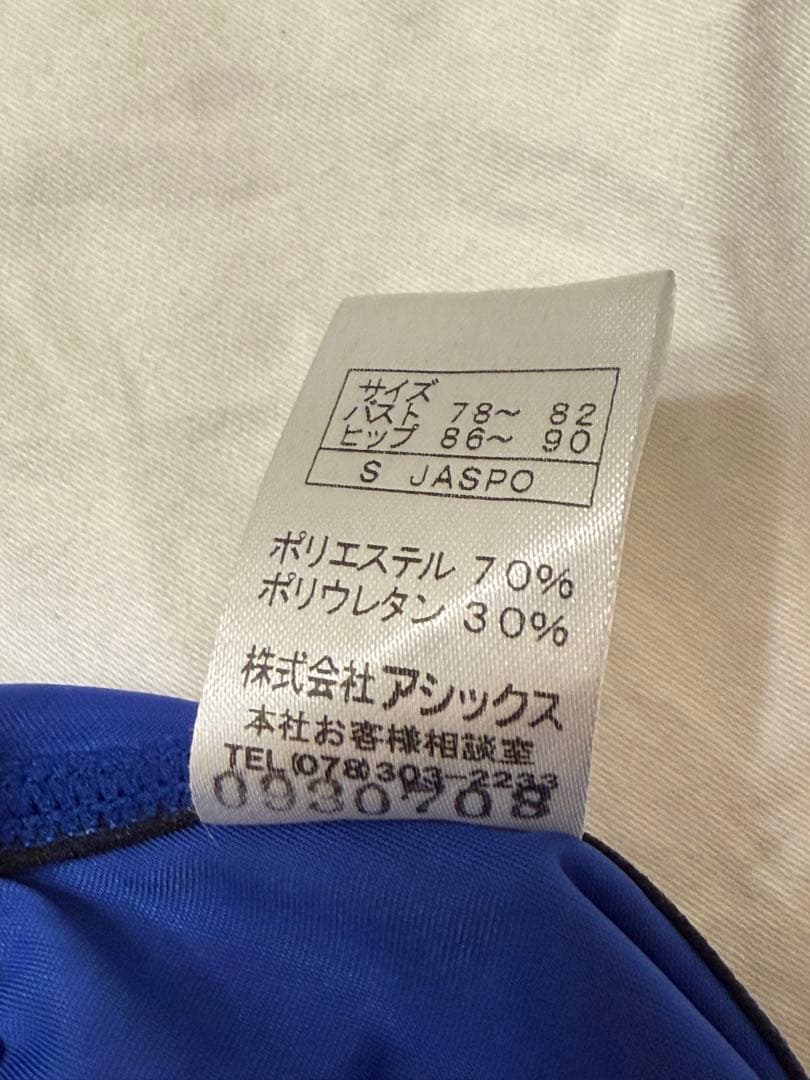 サイズ
バスト 78〜 82
ヒップ 86〜 90
S JASPO
ポリエステル 70%
ポリウレタン 30%
株式会社アシックス
本社お客様相談室
TEL(078)303-2233
0930708